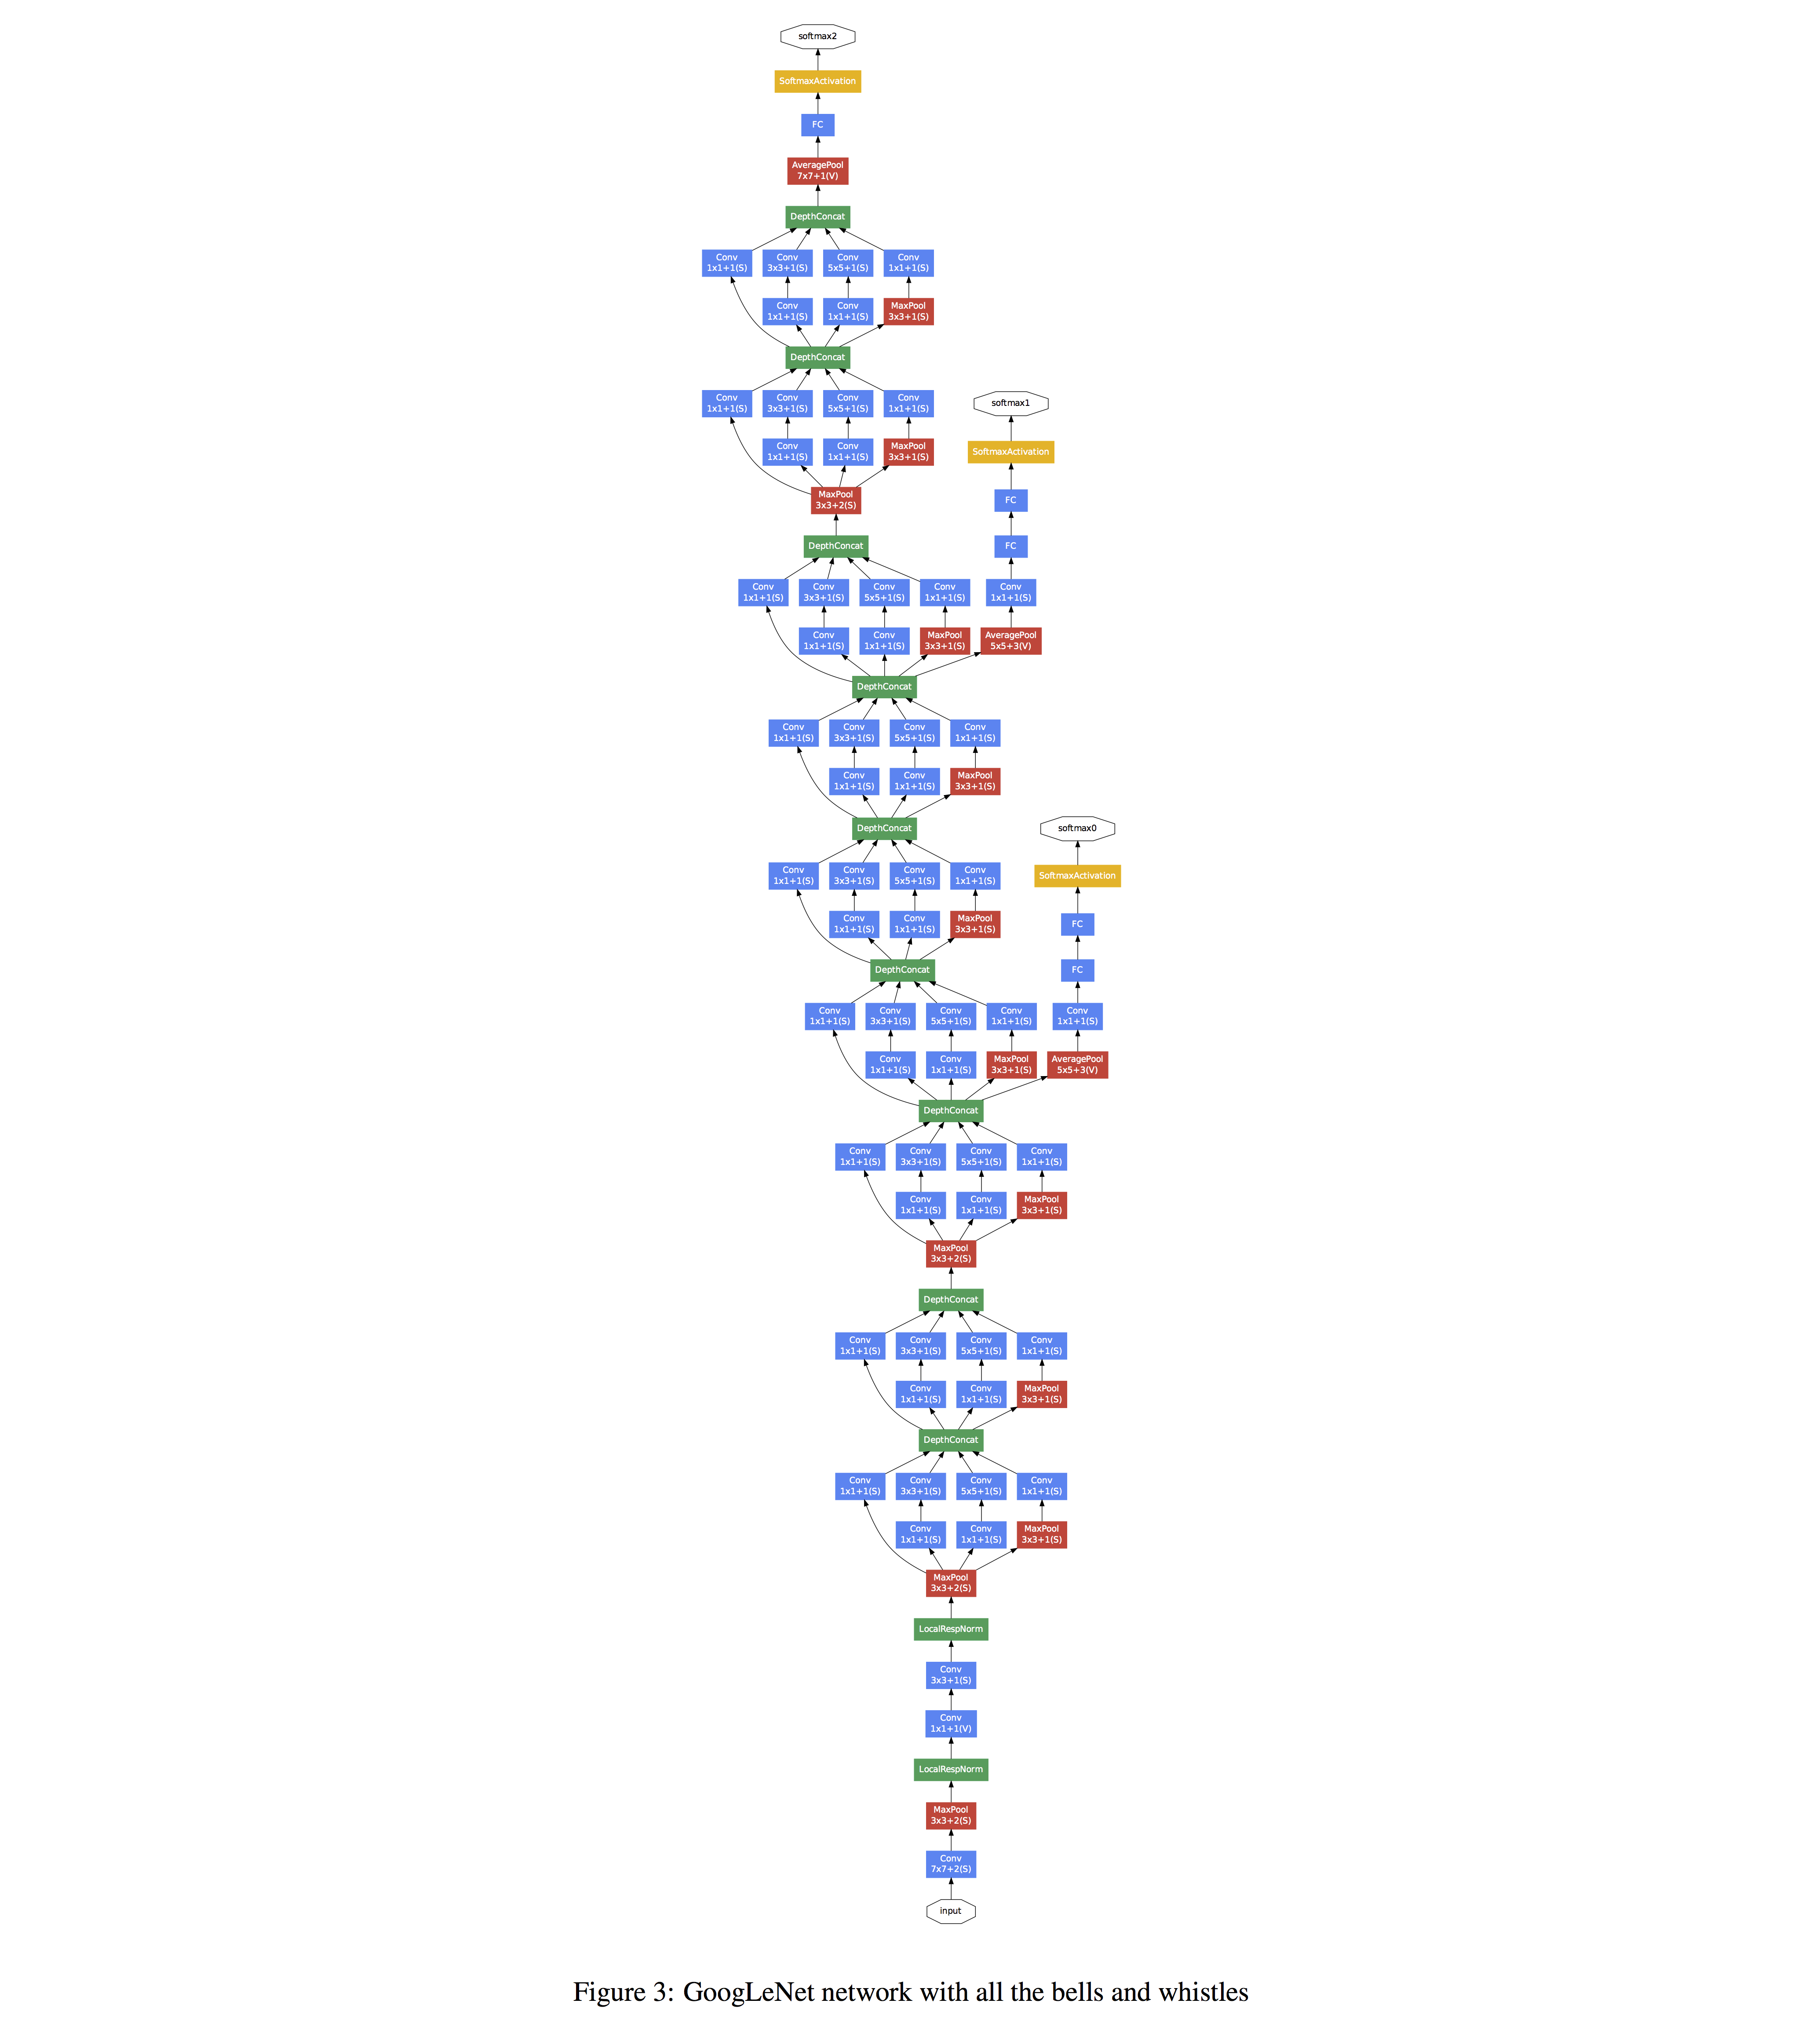 softmax2
SoftmaxActivation
FC
AveragePool
7x7+1(V)
DepthConcat
Conv Conv Conv Conv
1x1+1(S) 3x3+1(S) 5x5+1(S) 1x1+1(S)
Conv Conv MaxPool
1x1+1(S) 1x1+1(S) 3x3+1(S)
DepthConcat
Conv Conv Conv Conv softmax1
1x1+1(S) 3x3+1(S) 5x5+1(S) 1x1+1(S)
Conv Conv MaxPool SoftmaxActivation
1x1+1(S) 1x1+1(S) 3x3+1(S)
MaxPool FC
3x3+2(S)
DepthConcat FC
Conv Conv Conv Conv Conv
1x1+1(S) 3x3+1(S) 5x5+1(S) 1x1+1(S) 1x1+1(S)
Conv Conv MaxPool AveragePool
1x1+1(S) 1x1+1(S) 3x3+1(S) 5x5+3(V)
DepthConcat
Conv Conv Conv Conv
1x1+1(S) 3x3+1(S) 5x5+1(S) 1x1+1(S)
Conv Conv MaxPool
1x1+1(S) 1x1+1(S) 3x3+1(S)
DepthConcat softmax0
Conv Conv Conv Conv SoftmaxActivation
1x1+1(S) 3x3+1(S) 5x5+1(S) 1x1+1(S)
Conv Conv MaxPool FC
1x1+1(S) 1x1+1(S) 3x3+1(S)
DepthConcat FC
Conv Conv Conv Conv Conv
1x1+1(S) 3x3+1(S) 5x5+1(S) 1x1+1(S) 1x1+1(S)
Conv Conv MaxPool AveragePool
1x1+1(S) 1x1+1(S) 3x3+1(S) 5x5+3(V)
DepthConcat
Conv Conv Conv Conv
1x1+1(S) 3x3+1(S) 5x5+1(S) 1x1+1(S)
Conv Conv MaxPool
1x1+1(S) 1x1+1(S) 3x3+1(S)
MaxPool
3x3+2(S)
DepthConcat
Conv Conv Conv Conv
1x1+1(S) 3x3+1(S) 5x5+1(S) 1x1+1(S)
Conv Conv MaxPool
1x1+1(S) 1x1+1(S) 3x3+1(S)
DepthConcat
Conv Conv Conv Conv
1x1+1(S) 3x3+1(S) 5x5+1(S) 1x1+1(S)
Conv Conv MaxPool
1x1+1(S) 1x1+1(S) 3x3+1(S)
MaxPool
3x3+2(S)
LocalRespNorm
Conv
3x3+1(S)
Conv
1x1+1(V)
LocalRespNorm
MaxPool
3x3+2(S)
Conv
7x7+2(S)
input
Figure 3: GoogLeNet network with all the bells and whistles